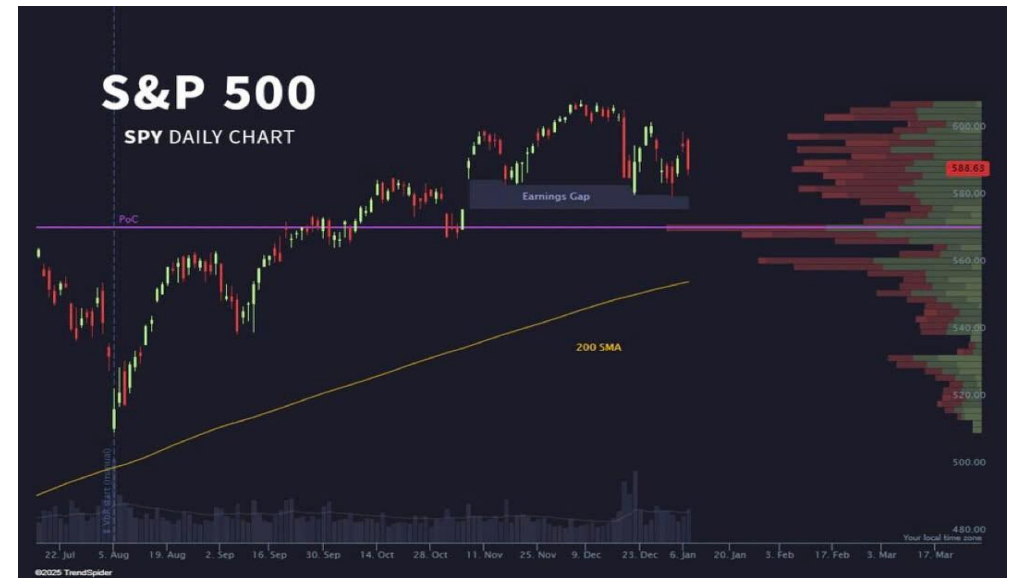 S&P 500
SPY DAILY CHART
600.00
588.63
580.00
Earnings Gap
PoC
560.00
540.00
200 SMA
520.00
500.00
480.00
Your local time zone
22. Jul 5. Aug 19. Aug 2. Sep 16. Sep 30. Sep 14. Oct 28. Oct 11. Nov 25. Nov 9. Dec 23. Dec 6. Jan 20. Jan 3. Feb 17. Feb 3. Mar 17. Mar
©2025 TrendSpider